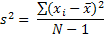 s² = ∑(xᵢ − x̄)² / N − 1